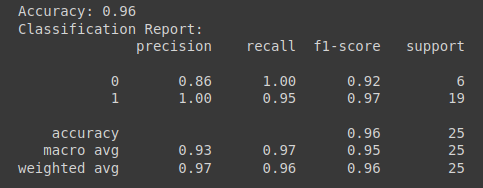 Accuracy: 0.96
Classification Report:
              precision    recall  f1-score   support

           0       0.86      1.00      0.92         6
           1       1.00      0.95      0.97        19

    accuracy                           0.96        25
   macro avg       0.93      0.97      0.95        25
weighted avg       0.97      0.96      0.96        25